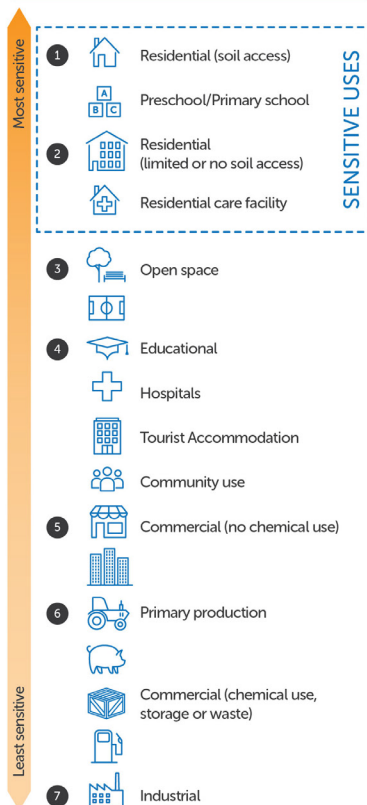 Most sensitive
SENSITIVE USES
1
Residential (soil access)
A
B C
Preschool/Primary school
2
Residential
(limited or no soil access)
Residential care facility
3
Open space
4
Educational
Hospitals
Tourist Accommodation
Community use
5
Commercial (no chemical use)
6
Primary production
Commercial (chemical use,
storage or waste)
Least sensitive
7
Industrial